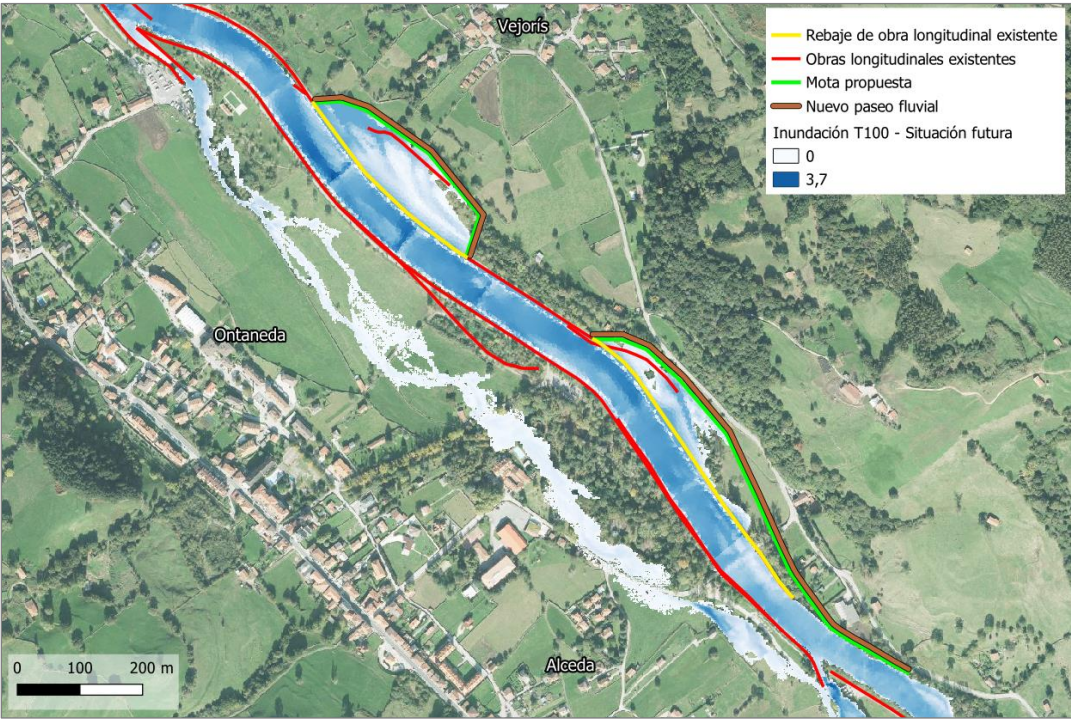 Vejorís
Rebaje de obra longitudinal existente
Obras longitudinales existentes
Mota propuesta
Nuevo paseo fluvial
Inundación T100 - Situación futura
0
3,7
Ontaneda
Alceda
0 100 200 m